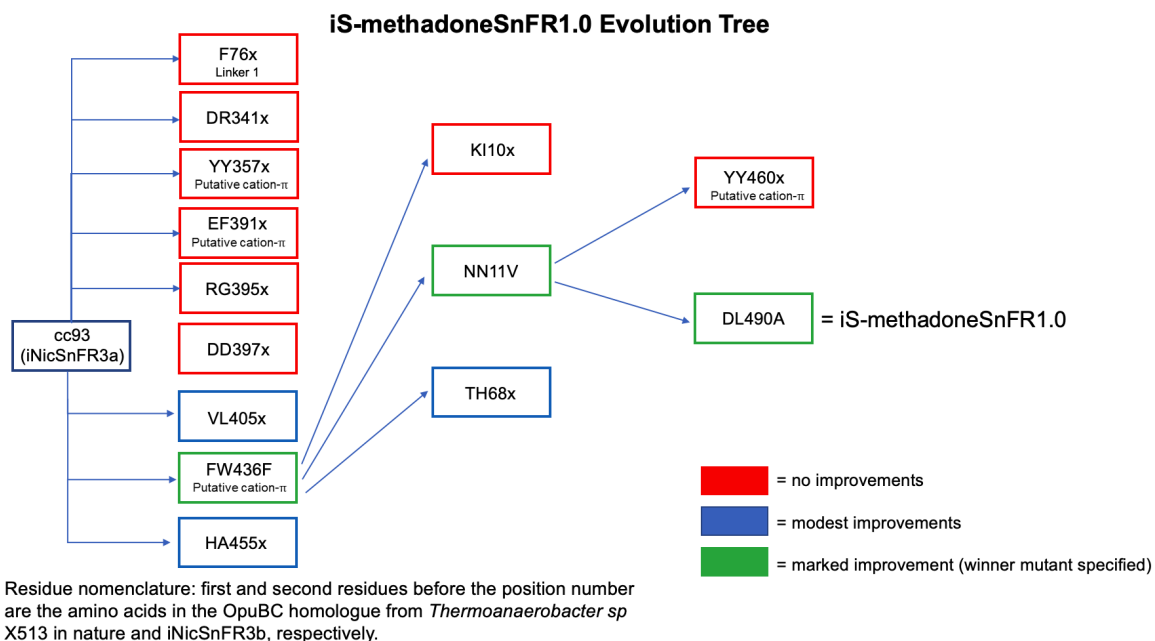 iS-methadoneSnFR1.0 Evolution Tree
F76x
Linker 1
DR341x
YY357x
Putative cation-π
EF391x
Putative cation-π
RG395x
DD397x
cc93
(iNicSnFR3a)
VL405x
FW436F
Putative cation-π
HA455x
KI10x
NN11V
TH68x
YY460x
Putative cation-π
DL490A
= iS-methadoneSnFR1.0
= no improvements
= modest improvements
= marked improvement (winner mutant specified)
Residue nomenclature: first and second residues before the position number
are the amino acids in the OpuBC homologue from Thermoanaerobacter sp
X513 in nature and iNicSnFR3b, respectively.